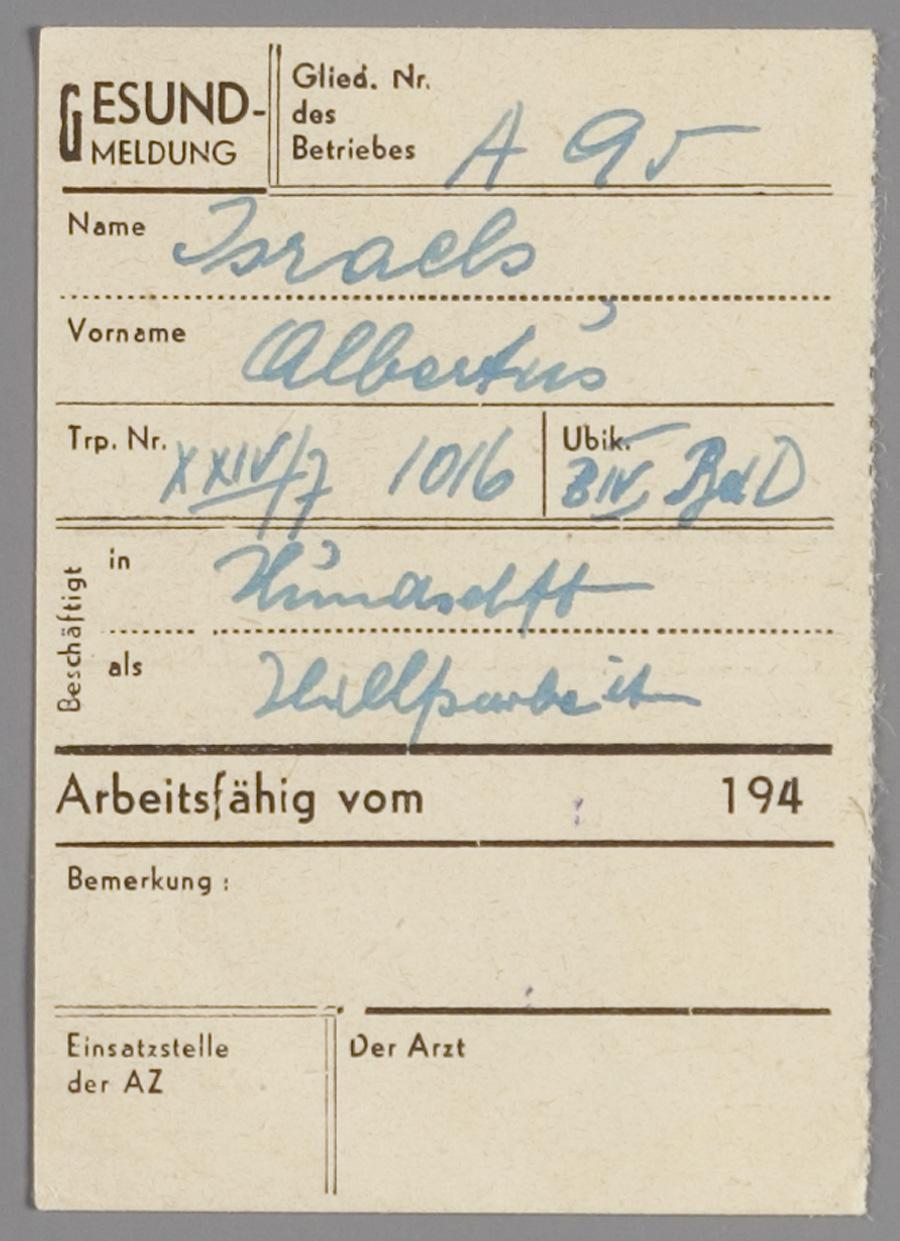 GESUND-
MELDUNG
Glied. Nr.
des
Betriebes A 95
Name Israels
Vorname Albertus
Trp. Nr. XXIV/7 1016
Ubik. BIV
Beschäftigt
in
als
Arbeitsfähig vom 194
Bemerkung :
Einsatzstelle
der AZ
Der Arzt